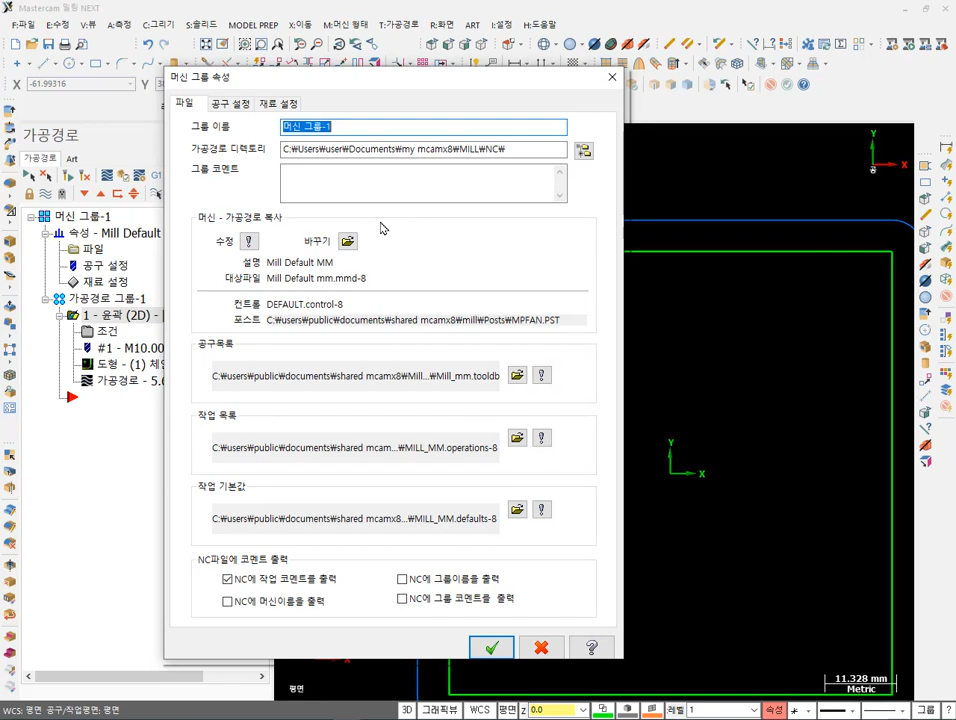 Mastercam 밀링 NEXT
F:파일 E:수정 V:뷰 A:측정 C:그리기 S:솔리드 MODEL PREP X:이동 M:머신 형태 T:가공경로 R:화면 ART I:설정 H:도움말
X -61.99316 Y
가공경로
가공경로 Art
G1
머신 그룹-1
속성 - Mill Default
파일
공구 설정
재료 설정
가공경로 그룹-1
1 - 윤곽 (2D) -
조건
#1 - M10.00
도형 - (1) 체인
가공경로 - 5.6
머신 그룹 속성
파일 공구 설정 재료 설정
그룹 이름 머신 그룹-1
가공경로 디렉토리 C:₩Users₩user₩Documents₩my mcamx8₩MILL₩NC₩
그룹 코멘트
머신 - 가공경로 복사
수정 바꾸기
설명 Mill Default MM
대상파일 Mill Default mm.mmd-8
컨트롤 DEFAULT.control-8
포스트 C:₩users₩public₩documents₩shared mcamx8₩mill₩Posts₩MPFAN.PST
공구목록
C:₩users₩public₩documents₩shared mcamx8₩Mill...₩Mill_mm.tooldb
작업 목록
C:₩users₩public₩documents₩shared mcam...₩MILL_MM.operations-8
작업 기본값
C:₩users₩public₩documents₩shared mcamx8...₩MILL_MM.defaults-8
NC파일에 코멘트 출력
NC에 작업 코멘트를 출력 NC에 그룹이름을 출력
NC에 머신이름을 출력 NC에 그룹 코멘트를 출력
Y
X
공
Y
X
X
평면
11.328 mm
Metric
WCS: 평면 공구/작업평면: 평면
3D 그래픽뷰 WCS 평면 Z 0.0 레벨 1 속성 그룹 ?